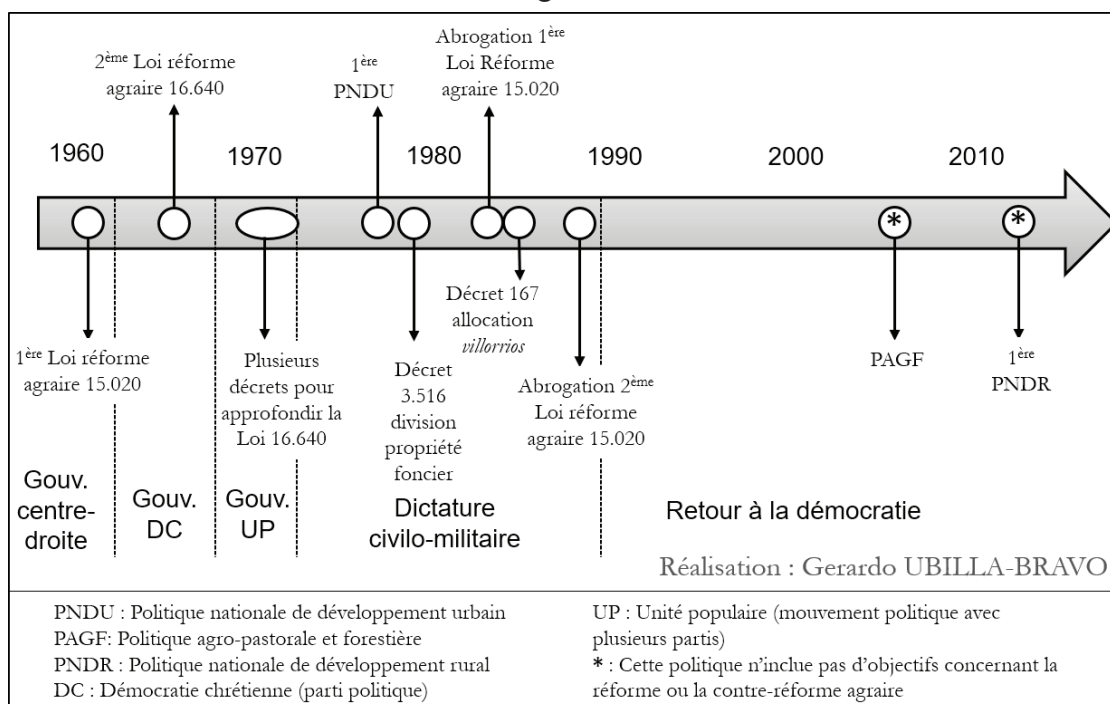 2ème Loi réforme
agraire 16.640
1ère
PNDU
Abrogation 1ère
Loi Réforme
agraire 15.020
1960
1970
1980
1990
2000
2010
*
*
1ère Loi réforme
agraire 15.020
Plusieurs
décrets pour
approfondir la
Loi 16.640
Décret
3.516
division
propriété
foncier
Décret 167
allocation
villorrios
Abrogation 2ème
Loi réforme
agraire 15.020
PAGF
1ère
PNDR
Gouv.
centre-
droite
Gouv.
DC
Gouv.
UP
Dictature
civilo-militaire
Retour à la démocratie
Réalisation : Gerardo UBILLA-BRAVO
PNDU : Politique nationale de développement urbain
PAGF: Politique agro-pastorale et forestière
PNDR : Politique nationale de développement rural
DC : Démocratie chrétienne (parti politique)
UP : Unité populaire (mouvement politique avec
plusieurs partis)
* : Cette politique n'inclue pas d'objectifs concernant la
réforme ou la contre-réforme agraire